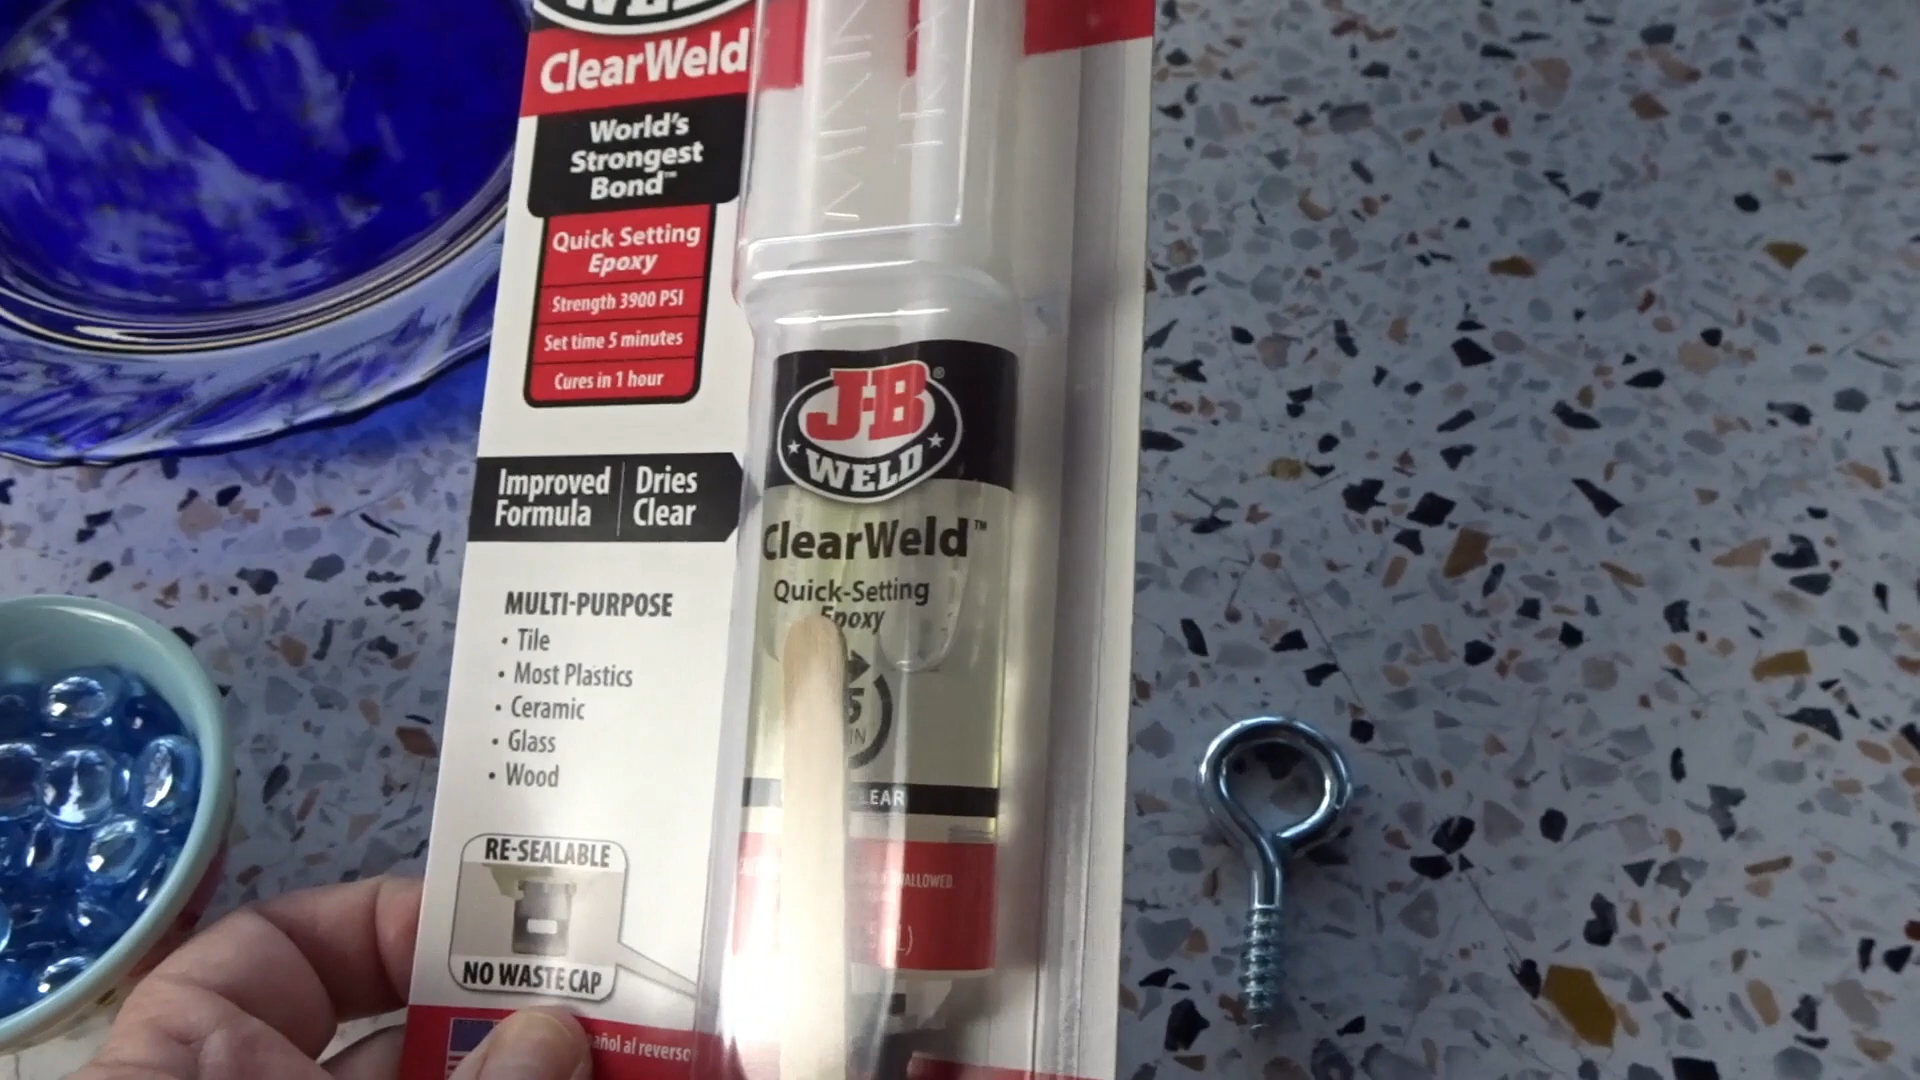 WELD
ClearWeld
World's
Strongest
Bond™
Quick Setting
Epoxy
Strength 3900 PSI
Set time 5 minutes
Cures in 1 hour
Improved
Formula
Dries
Clear
MULTI-PURPOSE
• Tile
• Most Plastics
• Ceramic
• Glass
• Wood
RE-SEALABLE
NO WASTE CAP
al reverso
J-B®
WELD
ClearWeld™
Quick-Setting
Epoxy
5